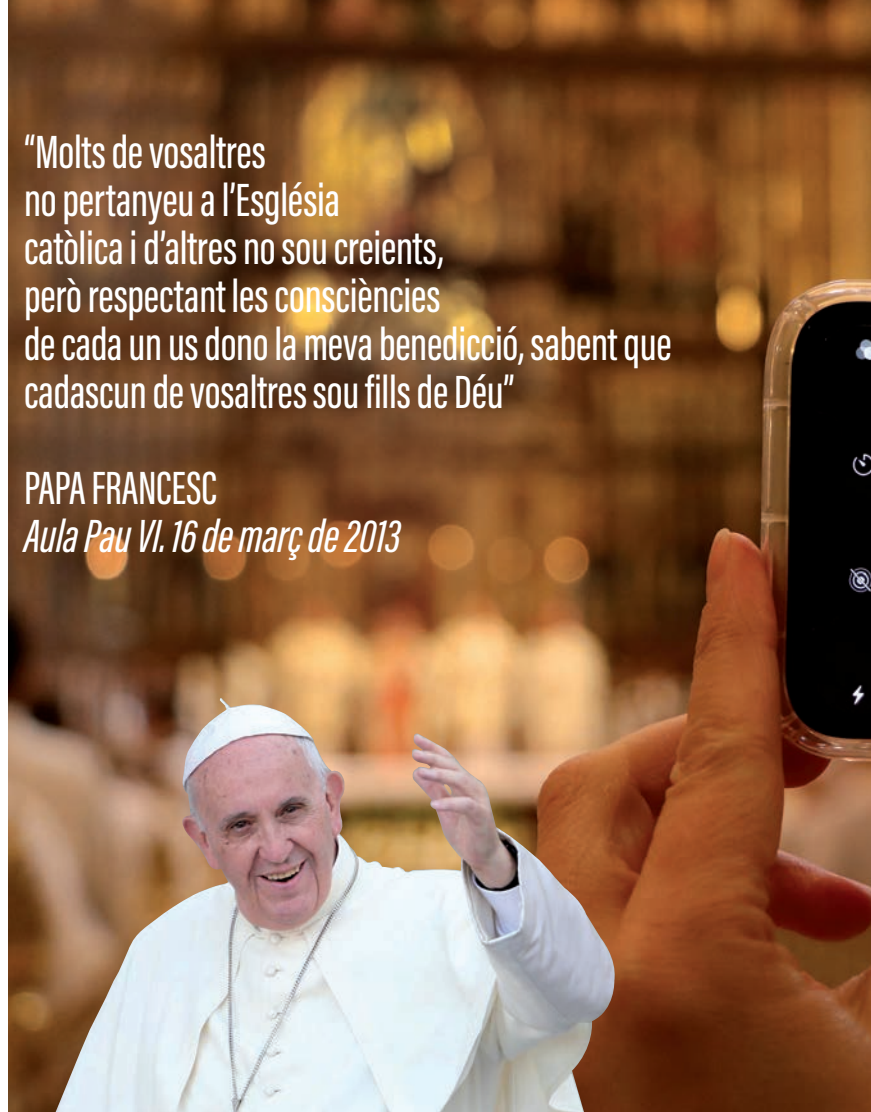 “Molts de vosaltres
no pertanyeu a l’Església
catòlica i d’altres no sou creients,
però respectant les consciències
de cada un us dono la meva benedicció, sabent que
cadascun de vosaltres sou fills de Déu”
PAPA FRANCESC
Aula Pau VI. 16 de març de 2013